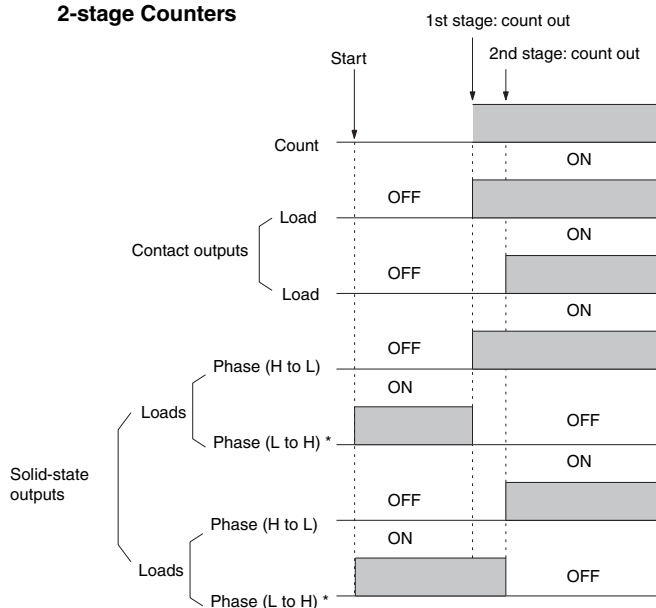 2-stage Counters
1st stage: count out
2nd stage: count out
Start
Count
ON
OFF
Load
ON
Contact outputs
OFF
Load
ON
OFF
Phase (H to L)
ON
Loads
OFF
Phase (L to H) *
ON
Solid-state
outputs
OFF
Phase (H to L)
ON
Loads
OFF
Phase (L to H) *